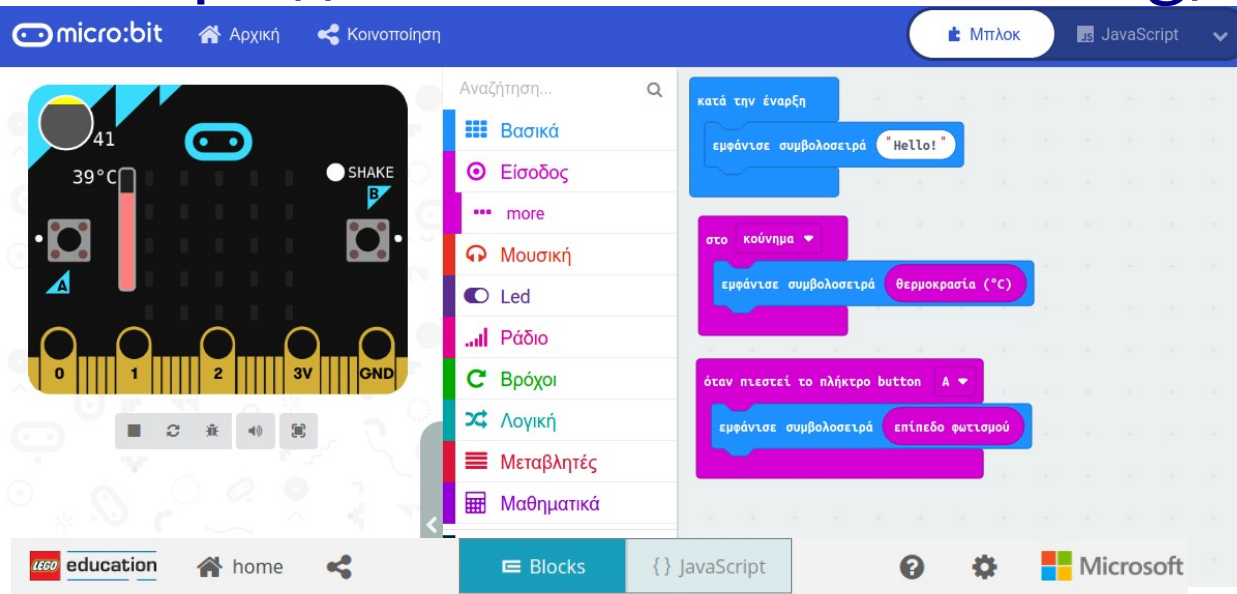 micro:bit Αρχική Κοινοποίηση Μπλοκ JS JavaScript
41
39°C
SHAKE
B
A
0 1 2 3V GND
Αναζήτηση...
Βασικά
Είσοδος
more
Μουσική
Led
Ράδιο
Βρόχοι
Λογική
Μεταβλητές
Μαθηματικά
κατά την έναρξη
εμφάνισε συμβολοσειρά "Hello!"
στο κούνημα
εμφάνισε συμβολοσειρά θερμοκρασία (°C)
όταν πιεστεί το πλήκτρο button A
εμφάνισε συμβολοσειρά επίπεδο φωτισμού
LEGO education home Blocks {} JavaScript ? Microsoft